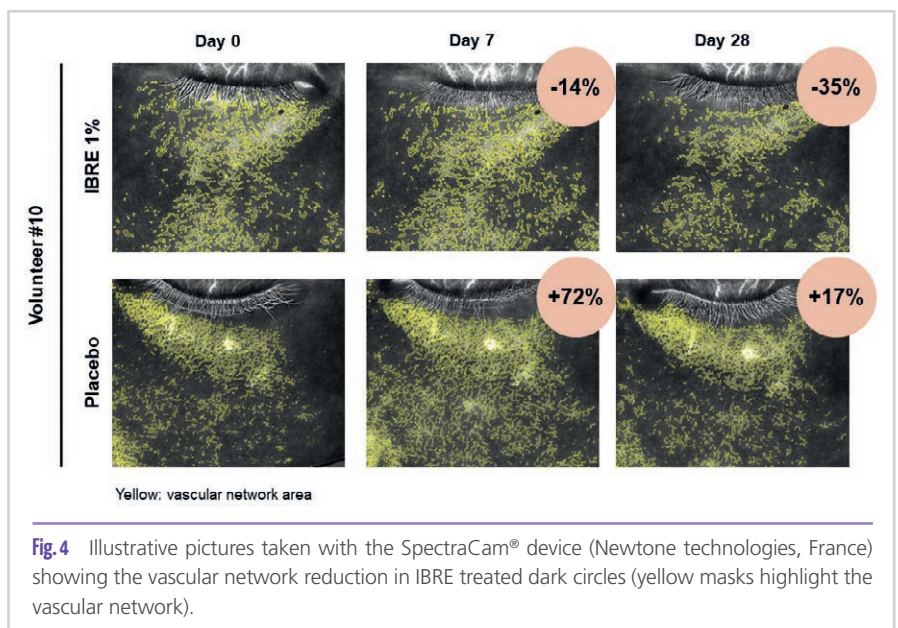 Day 0
Day 7
Day 28
Volunteer #10
IBRE 1%
-14%
-35%
Placebo
+72%
+17%
Yellow: vascular network area
Fig. 4 Illustrative pictures taken with the SpectraCam® device (Newtone technologies, France)
showing the vascular network reduction in IBRE treated dark circles (yellow masks highlight the
vascular network).